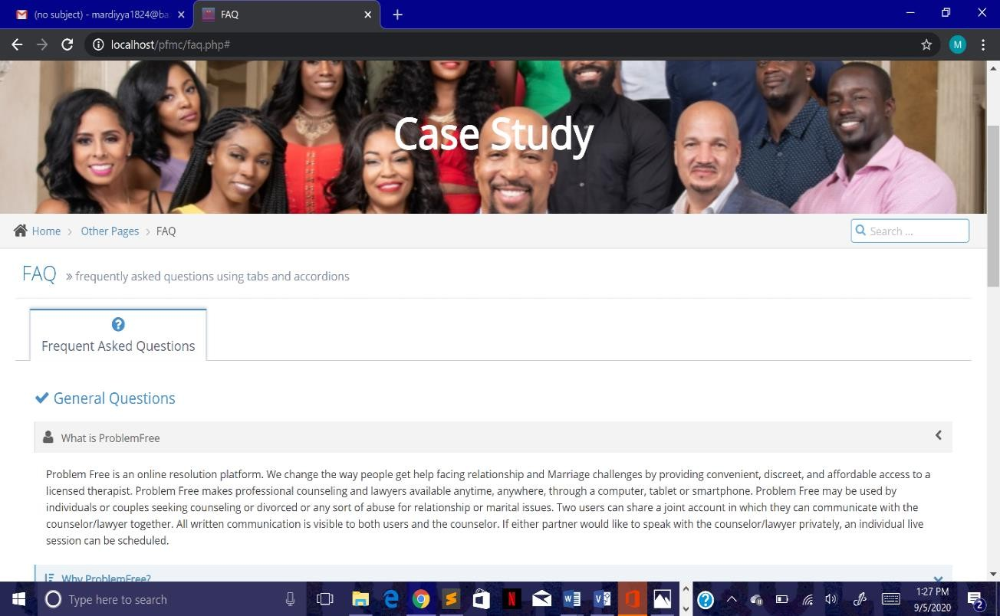 (no subject) - mardiyya1824@ba
FAQ
localhost/pfmc/faq.php#
M
Case Study
Home > Other Pages > FAQ
Search ...
FAQ » frequently asked questions using tabs and accordions
Frequent Asked Questions
General Questions
What is ProblemFree
Problem Free is an online resolution platform. We change the way people get help facing relationship and Marriage challenges by providing convenient, discreet, and affordable access to a
licensed therapist. Problem Free makes professional counseling and lawyers available anytime, anywhere, through a computer, tablet or smartphone. Problem Free may be used by
individuals or couples seeking counseling or divorced or any sort of abuse for relationship or marital issues. Two users can share a joint account in which they can communicate with the
counselor/lawyer together. All written communication is visible to both users and the counselor. If either partner would like to speak with the counselor/lawyer privately, an individual live
session can be scheduled.
Why ProblemFree?
Type here to search
1:27 PM
9/5/2020
2